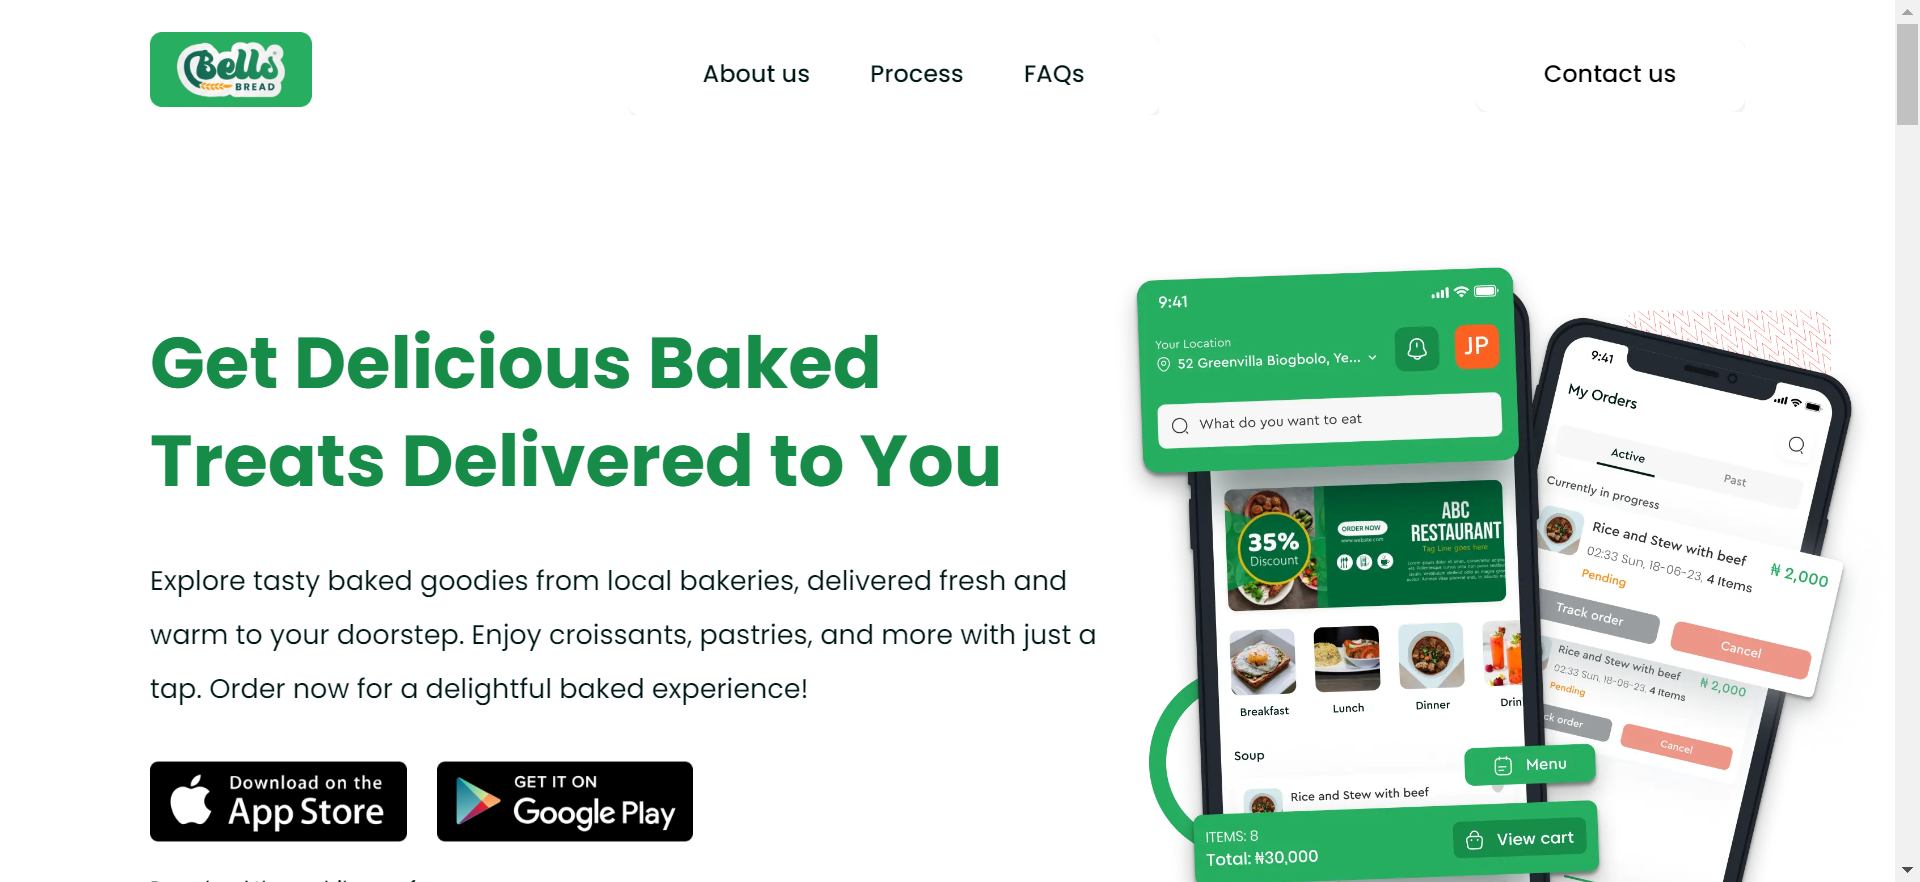 Bells
BREAD
About us
Process
FAQs
Contact us
Get Delicious Baked
Treats Delivered to You
Explore tasty baked goodies from local bakeries, delivered fresh and
warm to your doorstep. Enjoy croissants, pastries, and more with just a
tap. Order now for a delightful baked experience!
Download on the
App Store
GET IT ON
Google Play
9:41
Your Location
52 Greenvilla Biogbolo, Ye...
JP
What do you want to eat
35%
Discount
ORDER NOW
www.website.com
ABC
RESTAURANT
Tag Line goes here
Breakfast
Lunch
Dinner
Drin
Soup
Rice and Stew with beef
Menu
ITEMS: 8
Total: ₦30,000
View cart
9:41
My Orders
Active
Past
Currently in progress
Rice and Stew with beef
02:33 Sun, 18-06-23, 4 Items
₦ 2,000
Pending
Track order
Cancel
Rice and Stew with beef
02:33 Sun, 18-06-23, 4 Items
₦ 2,000
Pending
ck order
Cancel